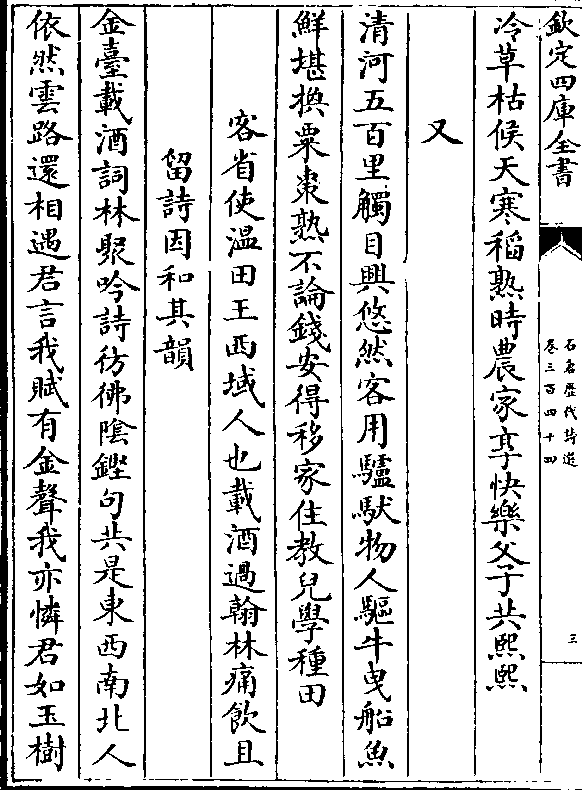 欽定四庫全書
石倉歷代詩選
卷三百四十四
三
冷草枯候天寒稻熟時農家享快樂父子共熙熙
又
清河五百里觸目興悠然客用驢馱物人驅牛曳船魚
鮮堪換粟棗熟不論錢安得移家住教兒學種田
客省使溫田王西域人也載酒過翰林痛飲且
留詩因和其韻
金臺載酒詞林聚吟詩彷彿陰鏗句共是東西南北人
依然雲路還相遇君言我賦有金聲我亦憐君如玉樹